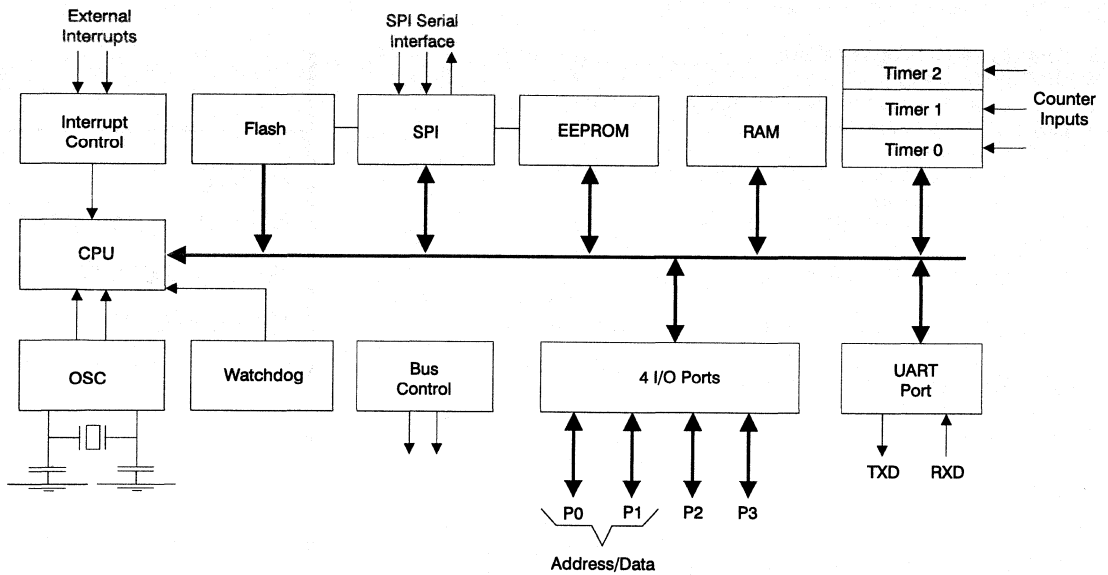 External
Interrupts
SPI Serial
Interface
Timer 2
Timer 1
Timer 0
Counter
Inputs
Interrupt
Control
Flash
SPI
EEPROM
RAM
CPU
OSC
Watchdog
Bus
Control
4 I/O Ports
UART
Port
TXD
RXD
P0
P1
P2
P3
Address/Data